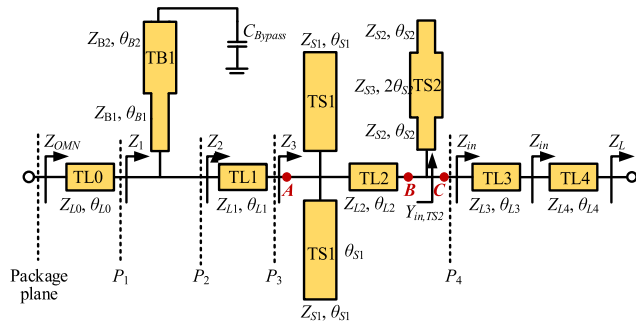 Z_B2, θ_B2
TB1
C_Bypass
Z_S1, θ_S1
Z_S2, θ_S2
TS1
Z_S3, 2θ_S2
TS2
Z_B1, θ_B1
Z_S2, θ_S2
Z_OMN
Z_1
Z_2
Z_3
Z_in
Z_in
Z_L
TL0
TL1
A
TL2
B
C
TL3
TL4
Z_L0, θ_L0
Z_L1, θ_L1
Z_L2, θ_L2
Y_in,TS2
Z_L3, θ_L3
Z_L4, θ_L4
TS1
θ_S1
Package
plane
P_1
P_2
P_3
Z_S1, θ_S1
P_4